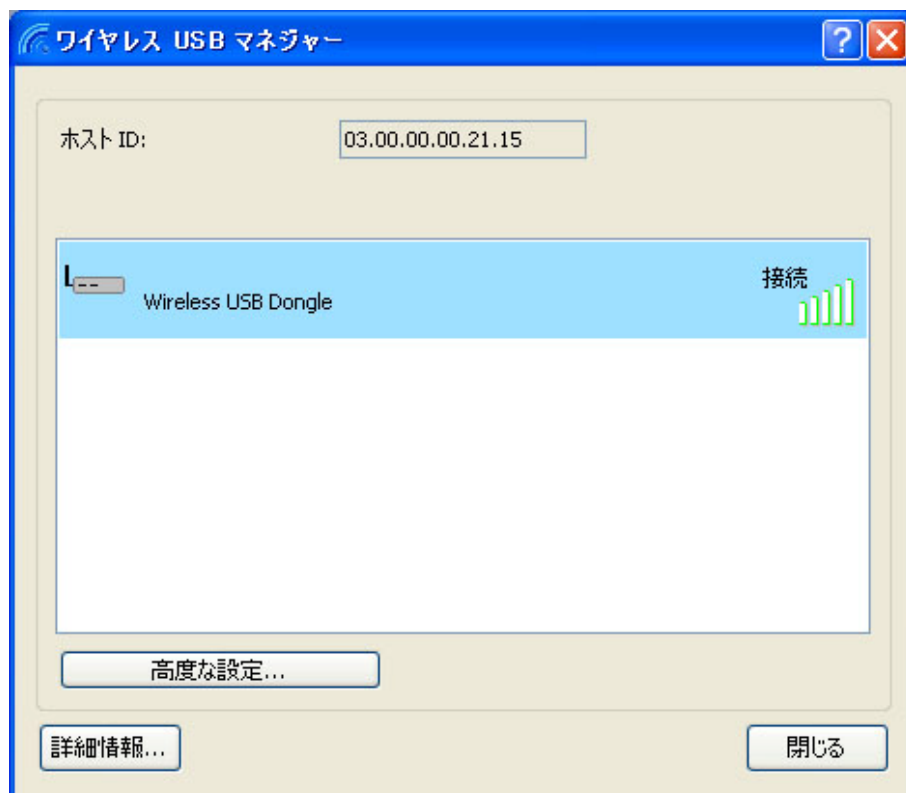 ワイヤレス USB マネジャー
ホスト ID:
03.00.00.00.21.15
接続
Wireless USB Dongle
高度な設定...
詳細情報...
閉じる